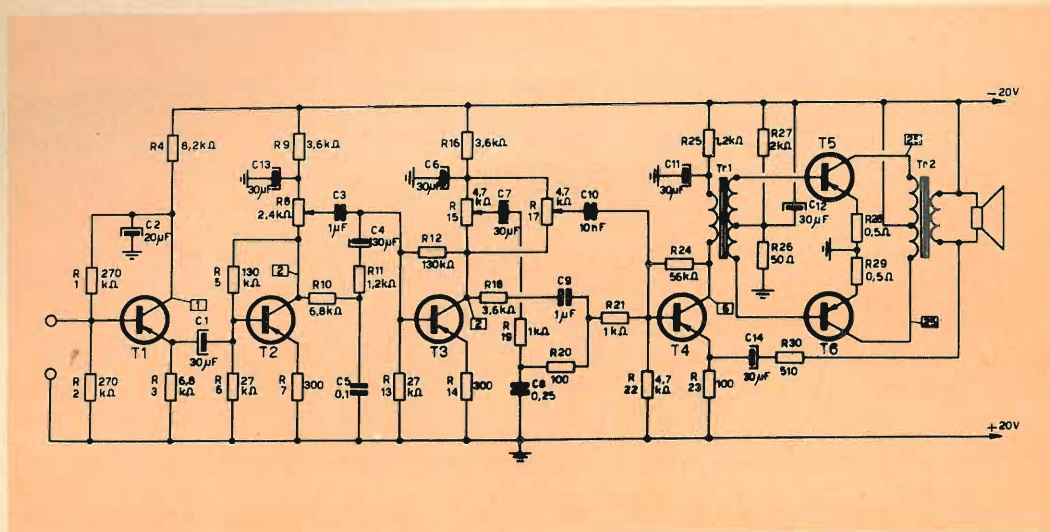 -20V
R4
8,2kΩ
R9
3,6kΩ
R16
3,6kΩ
R25
1,2kΩ
R27
2kΩ
T5
25
C13
30µF
C6
30µF
C11
30µF
Tr1
Tr2
C2
20µF
R8
2,4kΩ
C3
1µF
C4
30µF
4,7
kΩ
R
15
C7
30µF
4,7
kΩ
R
17
C10
10nF
C12
30µF
R28
0,5Ω
R
1
270
kΩ
R
5
130
kΩ
R12
130kΩ
R11
1,2kΩ
R24
56kΩ
R26
50Ω
R29
0,5Ω
1
2
R10
6,8kΩ
2
R18
3,6kΩ
C9
1µF
R21
1kΩ
6
25
T1
C1
30µF
T2
T3
R
19
1kΩ
T4
T6
C14
30µF
R30
510
R
2
270
kΩ
R
3
6,8
kΩ
R
6
27
kΩ
R
7
300
C5
0,1
R
13
27
kΩ
R
14
300
R20
100
C8
0,25
R
22
4,7
kΩ
R
23
100
+20V